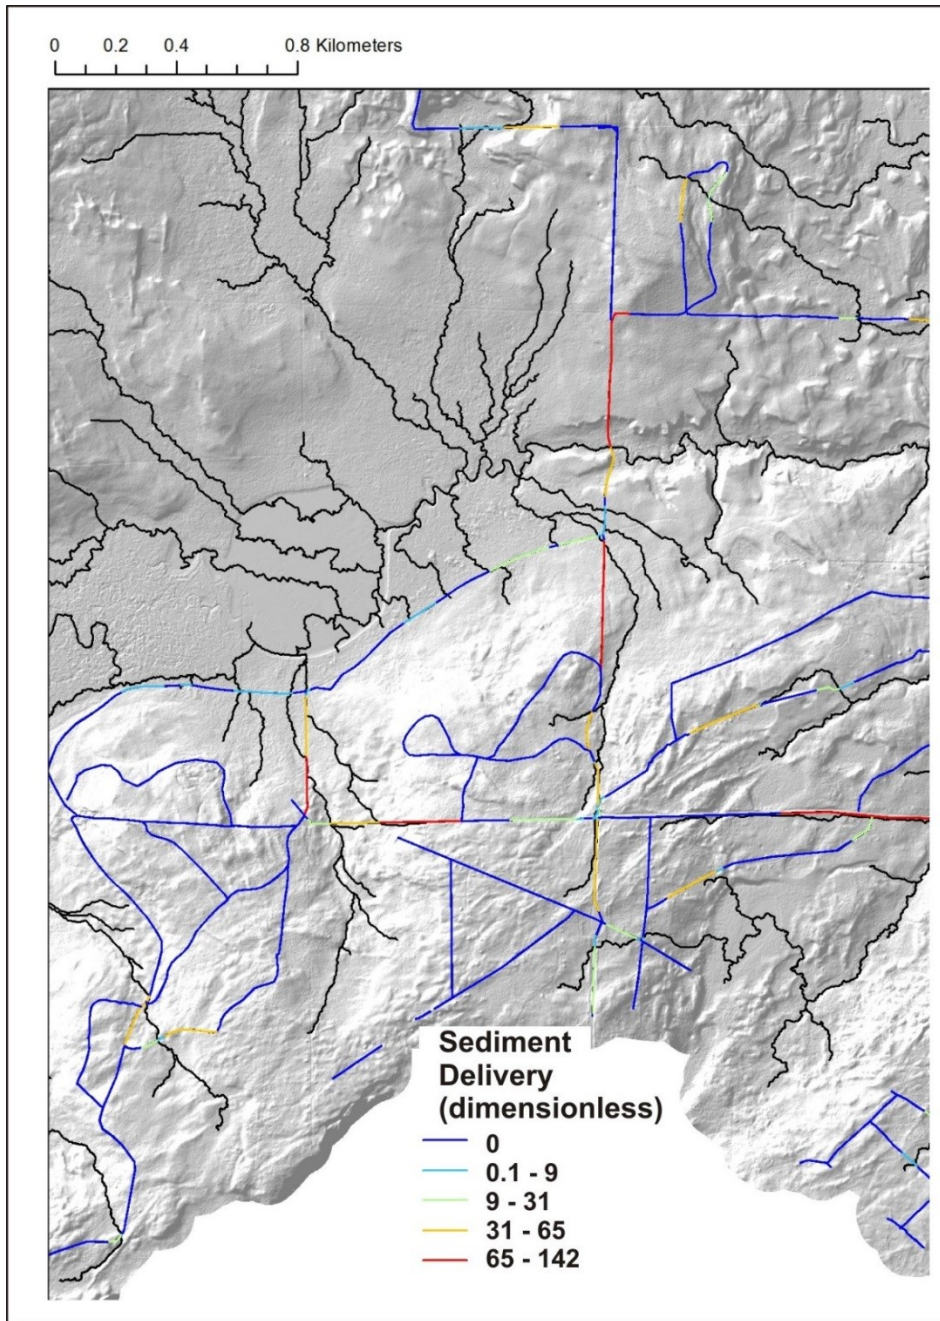 0 0.2 0.4 0.8 Kilometers
Sediment
Delivery
(dimensionless)
0
0.1 - 9
9 - 31
31 - 65
65 - 142